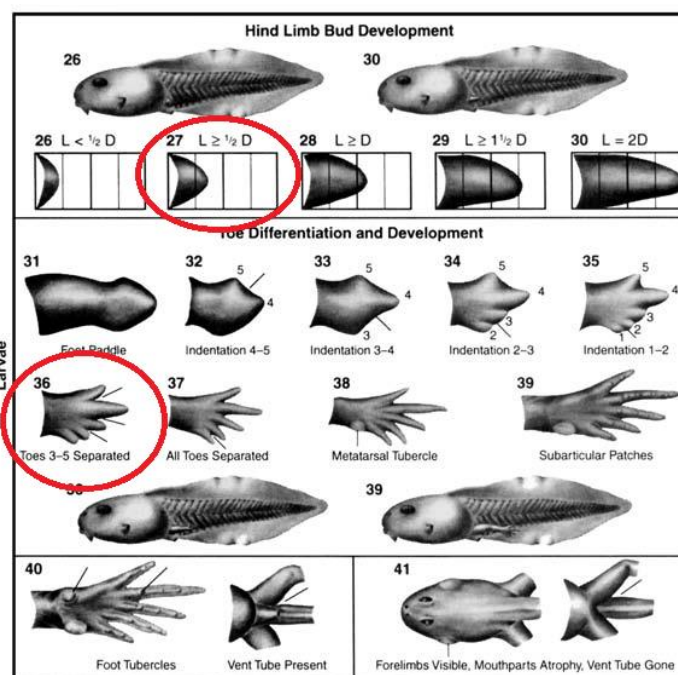 Hind Limb Bud Development
26
30
26 L < 1/2 D
27 L ≥ 1/2 D
28 L ≥ D
29 L ≥ 1 1/2 D
30 L = 2D
Toe Differentiation and Development
31
32
5
4
33
5
4
3
34
5
4
3
2
35
5
4
3
2
1
Foot Paddle
Indentation 4–5
Indentation 3–4
Indentation 2–3
Indentation 1–2
Larvae
36
37
38
39
Toes 3–5 Separated
All Toes Separated
Metatarsal Tubercle
Subarticular Patches
39
40
41
Foot Tubercles
Vent Tube Present
Forelimbs Visible, Mouthparts Atrophy, Vent Tube Gone